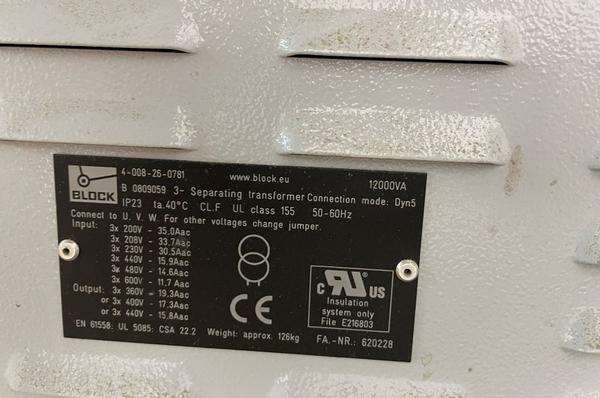 4-008-26-0781 www.block.eu 12000VA
BLOCK
B 0809059 3~ Separating transformer Connection mode: Dyn5
IP23 ta.40°C CL.F UL class 155 50-60Hz
Connect to U. V. W. For other voltages change jumper.
Input: 3x 200V - 35,0Aac
3x 208V - 33,7Aac
3x 230V - 30,5Aac
3x 440V - 15,9Aac
3x 480V - 14,6Aac
3x 600V - 11,7 Aac
Output: 3x 360V - 19,3Aac
or 3x 400V - 17,3Aac
or 3x 440V - 15,8Aac
CE
c RU US
Insulation
system only
File E216803
EN 61558: UL 5085: CSA 22.2 Weight: approx. 126kg FA.-NR.: 620228